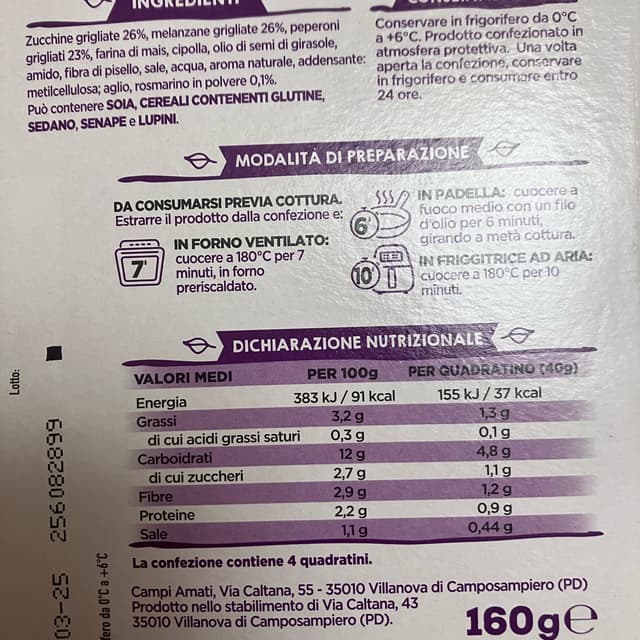 INGREDIENTI
Zucchine grigliate 26%, melanzane grigliate 26%, peperoni
grigliati 23%, farina di mais, cipolla, olio di semi di girasole,
amido, fibra di pisello, sale, acqua, aroma naturale, addensante:
metilcellulosa; aglio, rosmarino in polvere 0,1%.
Può contenere SOIA, CEREALI CONTENENTI GLUTINE,
SEDANO, SENAPE e LUPINI.
Conservare in frigorifero da 0°C
a +6°C. Prodotto confezionato in
atmosfera protettiva. Una volta
aperta la confezione, conservare
in frigorifero e consumare entro
24 ore.
MODALITÀ DI PREPARAZIONE
DA CONSUMARSI PREVIA COTTURA.
Estrarre il prodotto dalla confezione e:
7'
IN FORNO VENTILATO:
cuocere a 180°C per 7
minuti, in forno
preriscaldato.
6'
IN PADELLA: cuocere a
fuoco medio con un filo
d'olio per 6 minuti,
girando a metà cottura.
10'
IN FRIGGITRICE AD ARIA:
cuocere a 180°C per 10
minuti.
DICHIARAZIONE NUTRIZIONALE
VALORI MEDI PER 100g PER QUADRATINO (40g)
Energia 383 kJ / 91 kcal 155 kJ / 37 kcal
Grassi 3,2 g 1,3 g
di cui acidi grassi saturi 0,3 g 0,1 g
Carboidrati 12 g 4,8 g
di cui zuccheri 2,7 g 1,1 g
Fibre 2,9 g 1,2 g
Proteine 2,2 g 0,9 g
Sale 1,1 g 0,44 g
La confezione contiene 4 quadratini.
Campi Amati, Via Caltana, 55 - 35010 Villanova di Camposampiero (PD)
Prodotto nello stabilimento di Via Caltana, 43
35010 Villanova di Camposampiero (PD).
160g e
Lotto:
03-25 256082899
da 0°C a +6°C